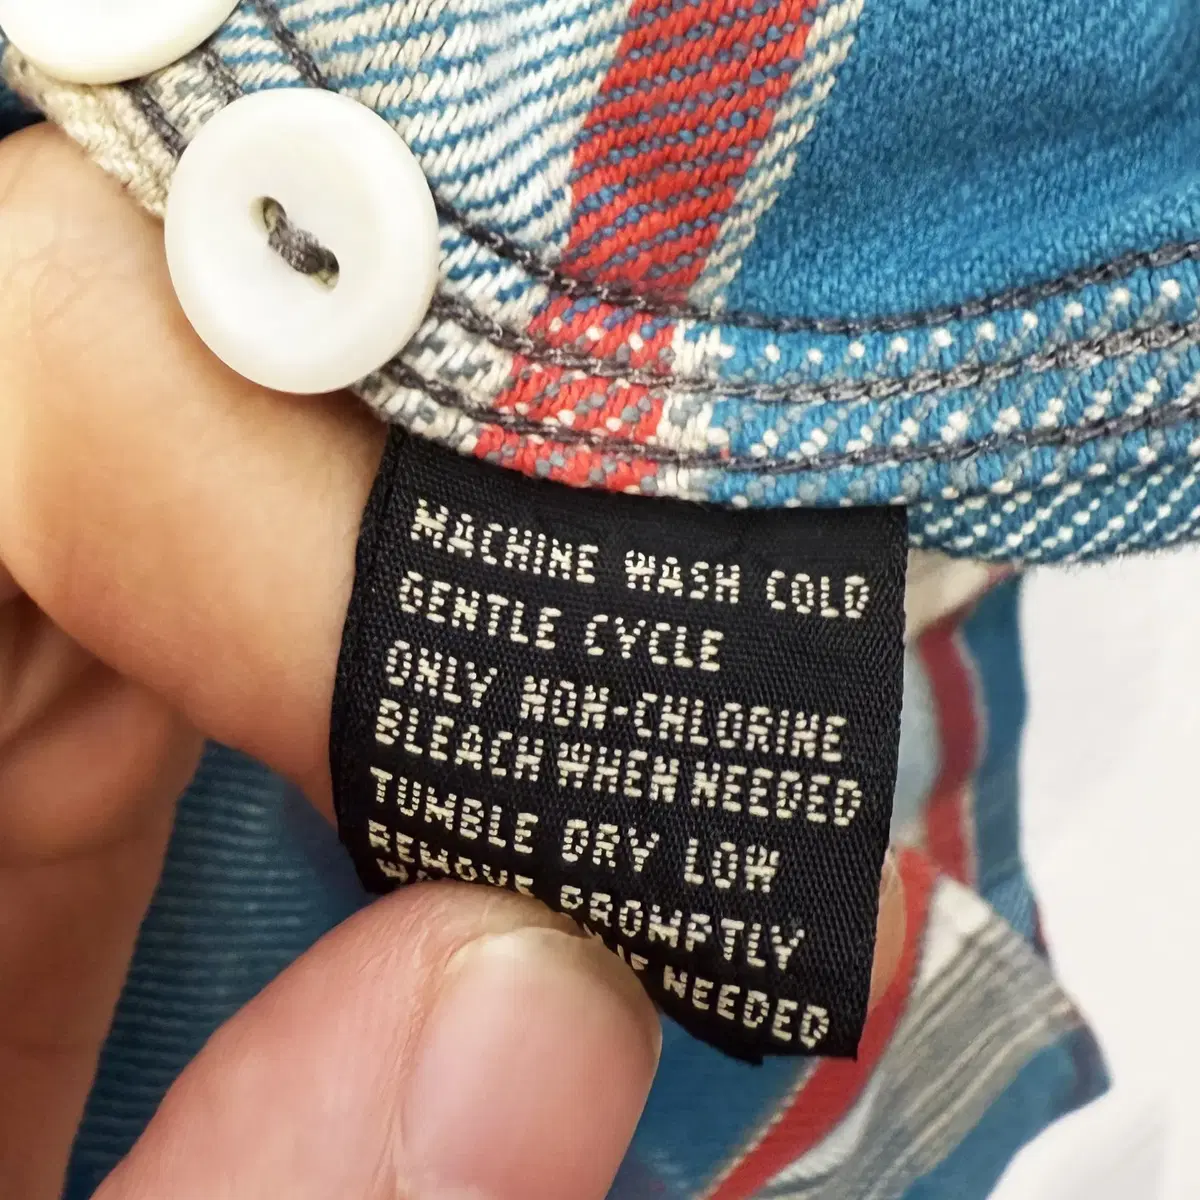 MACHINE WASH COLD
GENTLE CYCLE
ONLY NON-CHLORINE
BLEACH WHEN NEEDED
TUMBLE DRY LOW
REMOVE PROMPTLY
NEEDED